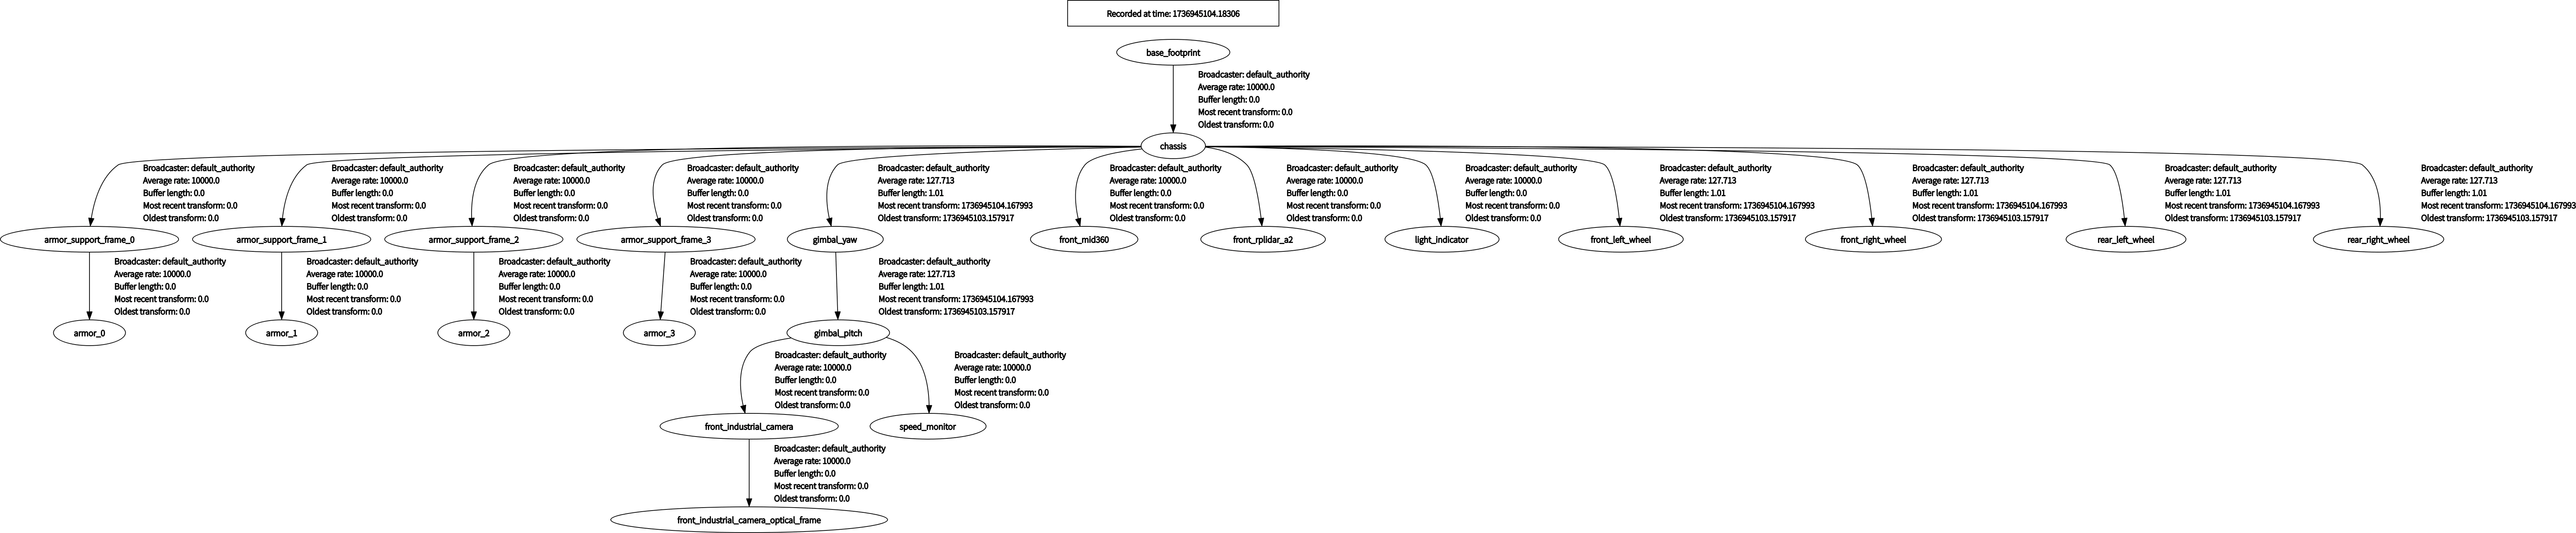 Recorded at time: 1736945104.18306
base_footprint
Broadcaster: default_authority
Average rate: 10000.0
Buffer length: 0.0
Most recent transform: 0.0
Oldest transform: 0.0
chassis
Broadcaster: default_authority
Average rate: 10000.0
Buffer length: 0.0
Most recent transform: 0.0
Oldest transform: 0.0
Broadcaster: default_authority
Average rate: 10000.0
Buffer length: 0.0
Most recent transform: 0.0
Oldest transform: 0.0
Broadcaster: default_authority
Average rate: 10000.0
Buffer length: 0.0
Most recent transform: 0.0
Oldest transform: 0.0
Broadcaster: default_authority
Average rate: 10000.0
Buffer length: 0.0
Most recent transform: 0.0
Oldest transform: 0.0
Broadcaster: default_authority
Average rate: 127.713
Buffer length: 1.01
Most recent transform: 1736945104.167993
Oldest transform: 1736945103.157917
Broadcaster: default_authority
Average rate: 10000.0
Buffer length: 0.0
Most recent transform: 0.0
Oldest transform: 0.0
Broadcaster: default_authority
Average rate: 10000.0
Buffer length: 0.0
Most recent transform: 0.0
Oldest transform: 0.0
Broadcaster: default_authority
Average rate: 10000.0
Buffer length: 0.0
Most recent transform: 0.0
Oldest transform: 0.0
Broadcaster: default_authority
Average rate: 127.713
Buffer length: 1.01
Most recent transform: 1736945104.167993
Oldest transform: 1736945103.157917
Broadcaster: default_authority
Average rate: 127.713
Buffer length: 1.01
Most recent transform: 1736945104.167993
Oldest transform: 1736945103.157917
Broadcaster: default_authority
Average rate: 127.713
Buffer length: 1.01
Most recent transform: 1736945104.167993
Oldest transform: 1736945103.157917
Broadcaster: default_authority
Average rate: 127.713
Buffer length: 1.01
Most recent transform: 1736945104.167993
Oldest transform: 1736945103.157917
armor_support_frame_0
armor_support_frame_1
armor_support_frame_2
armor_support_frame_3
gimbal_yaw
front_mid360
front_rplidar_a2
light_indicator
front_left_wheel
front_right_wheel
rear_left_wheel
rear_right_wheel
Broadcaster: default_authority
Average rate: 10000.0
Buffer length: 0.0
Most recent transform: 0.0
Oldest transform: 0.0
Broadcaster: default_authority
Average rate: 10000.0
Buffer length: 0.0
Most recent transform: 0.0
Oldest transform: 0.0
Broadcaster: default_authority
Average rate: 10000.0
Buffer length: 0.0
Most recent transform: 0.0
Oldest transform: 0.0
Broadcaster: default_authority
Average rate: 10000.0
Buffer length: 0.0
Most recent transform: 0.0
Oldest transform: 0.0
Broadcaster: default_authority
Average rate: 127.713
Buffer length: 1.01
Most recent transform: 1736945104.167993
Oldest transform: 1736945103.157917
armor_0
armor_1
armor_2
armor_3
gimbal_pitch
Broadcaster: default_authority
Average rate: 10000.0
Buffer length: 0.0
Most recent transform: 0.0
Oldest transform: 0.0
Broadcaster: default_authority
Average rate: 10000.0
Buffer length: 0.0
Most recent transform: 0.0
Oldest transform: 0.0
front_industrial_camera
speed_monitor
Broadcaster: default_authority
Average rate: 10000.0
Buffer length: 0.0
Most recent transform: 0.0
Oldest transform: 0.0
front_industrial_camera_optical_frame